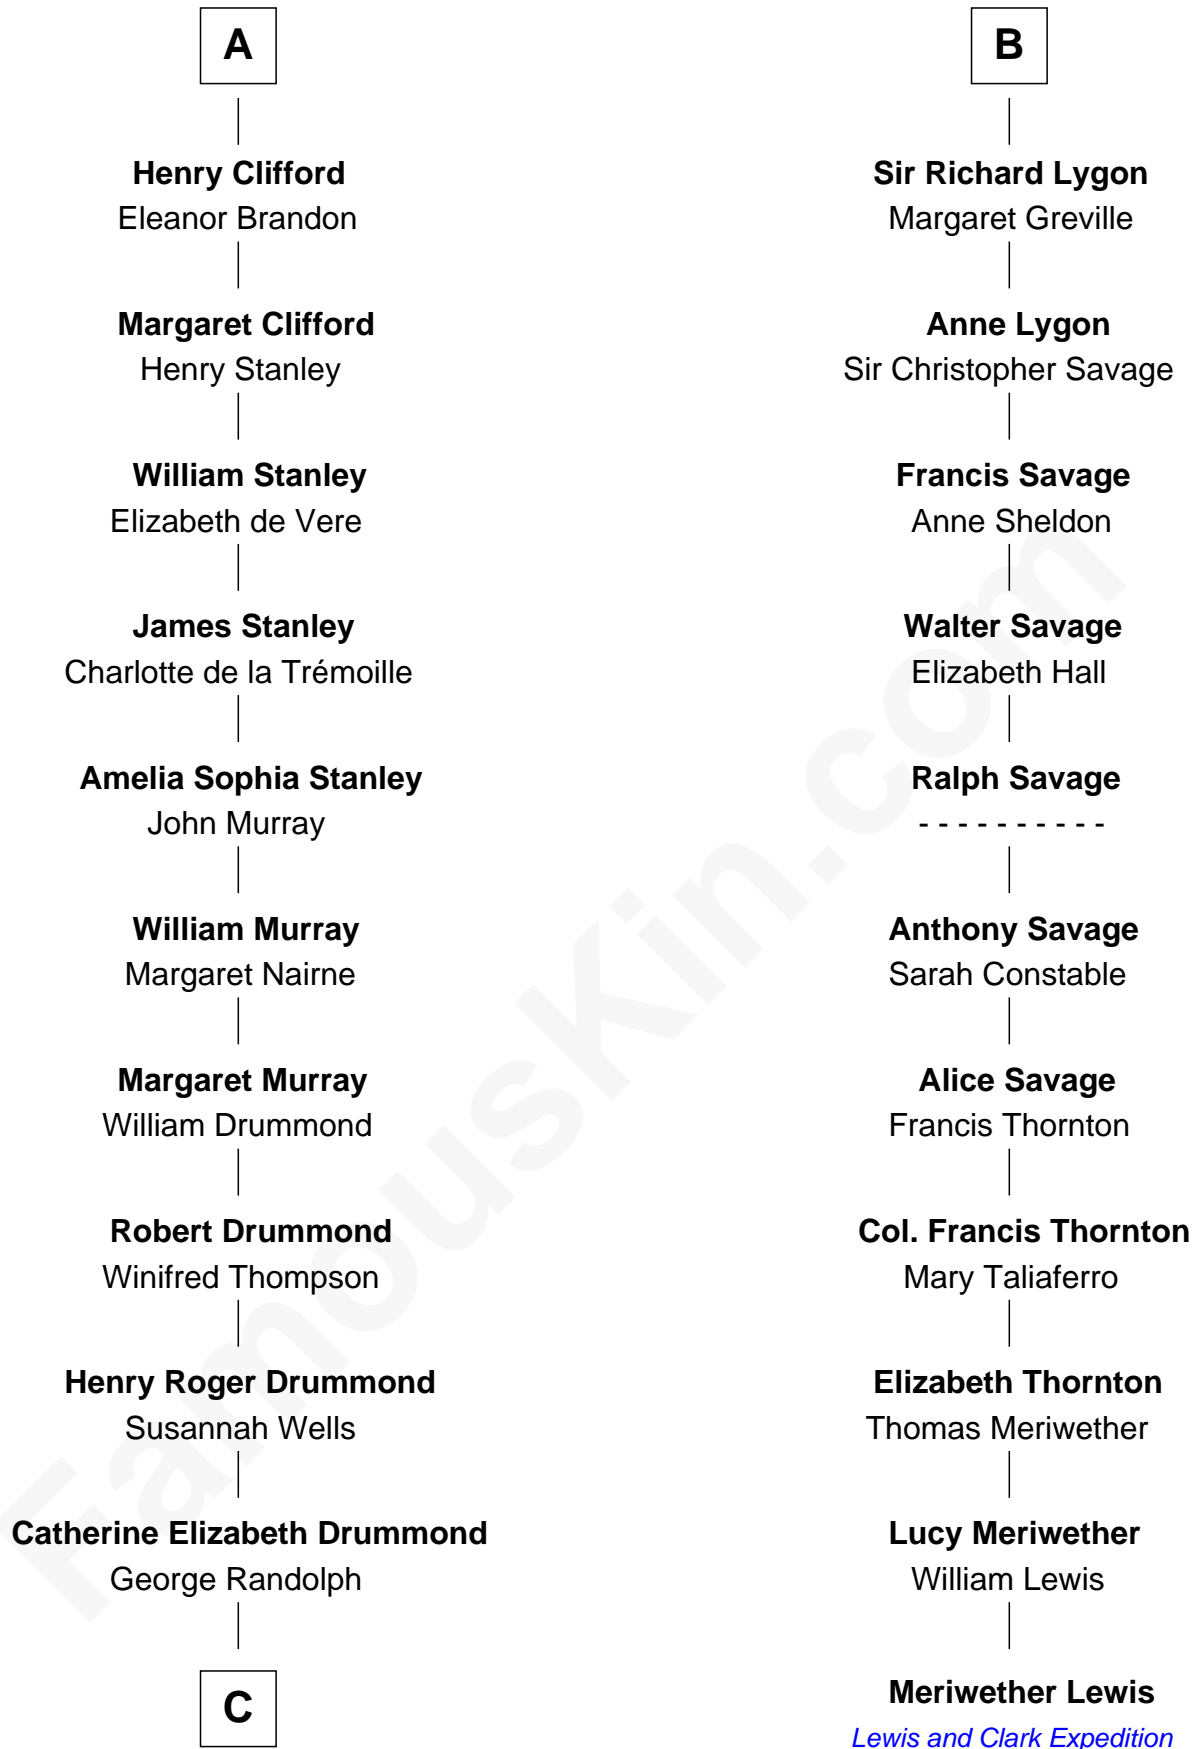 A
Henry Clifford
Eleanor Brandon
Margaret Clifford
Henry Stanley
William Stanley
Elizabeth de Vere
James Stanley
Charlotte de la Trémoille
Amelia Sophia Stanley
John Murray
William Murray
Margaret Nairne
Margaret Murray
William Drummond
Robert Drummond
Winifred Thompson
Henry Roger Drummond
Susannah Wells
Catherine Elizabeth Drummond
George Randolph
C
B
Sir Richard Lygon
Margaret Greville
Anne Lygon
Sir Christopher Savage
Francis Savage
Anne Sheldon
Walter Savage
Elizabeth Hall
Ralph Savage
- - - - - - - - - -
Anthony Savage
Sarah Constable
Alice Savage
Francis Thornton
Col. Francis Thornton
Mary Taliaferro
Elizabeth Thornton
Thomas Meriwether
Lucy Meriwether
William Lewis
Meriwether Lewis
Lewis and Clark Expedition
FamousKin.com